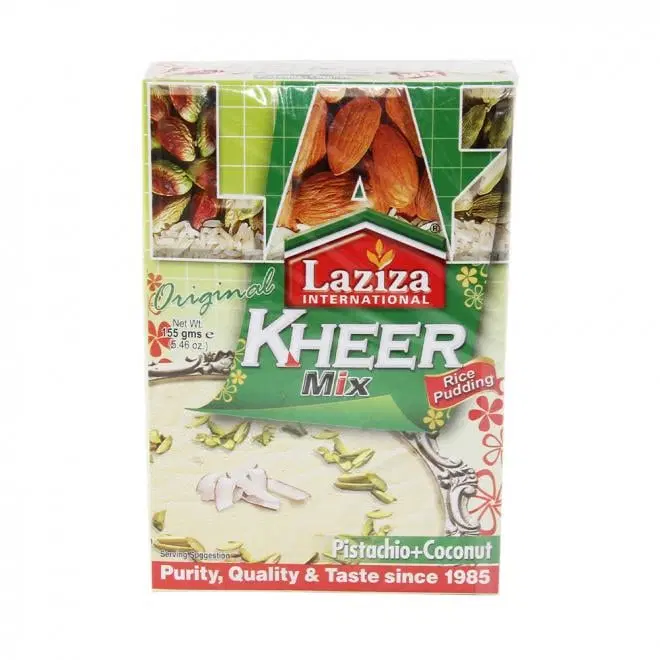 LAZ
Laziza®
INTERNATIONAL
Original
KHEER
Mix
Net Wt.
155 gms e
(5.46 oz.)
Rice
Pudding
Pistachio+Coconut
Serving Suggestion
Purity, Quality & Taste since 1985